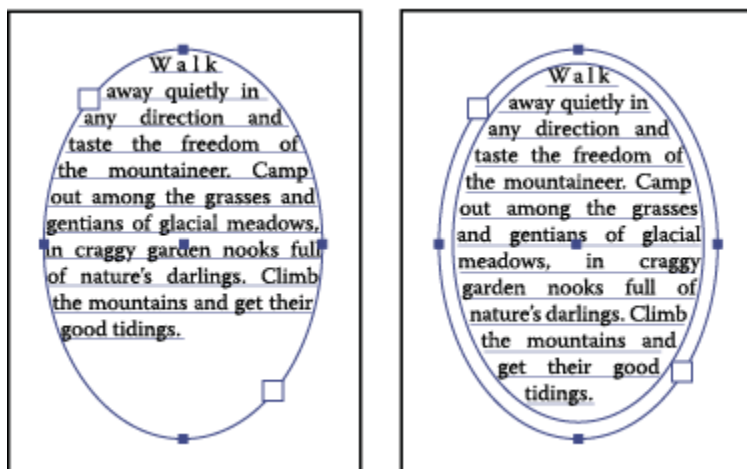 Walk
away quietly in
any direction and
taste the freedom of
the mountaineer. Camp
out among the grasses and
gentians of glacial meadows,
in craggy garden nooks full
of nature's darlings. Climb
the mountains and get their
good tidings.
Walk
away quietly in
any direction and
taste the freedom of
the mountaineer. Camp
out among the grasses
and gentians of glacial
meadows, in craggy
garden nooks full of
nature's darlings. Climb
the mountains and
get their good
tidings.